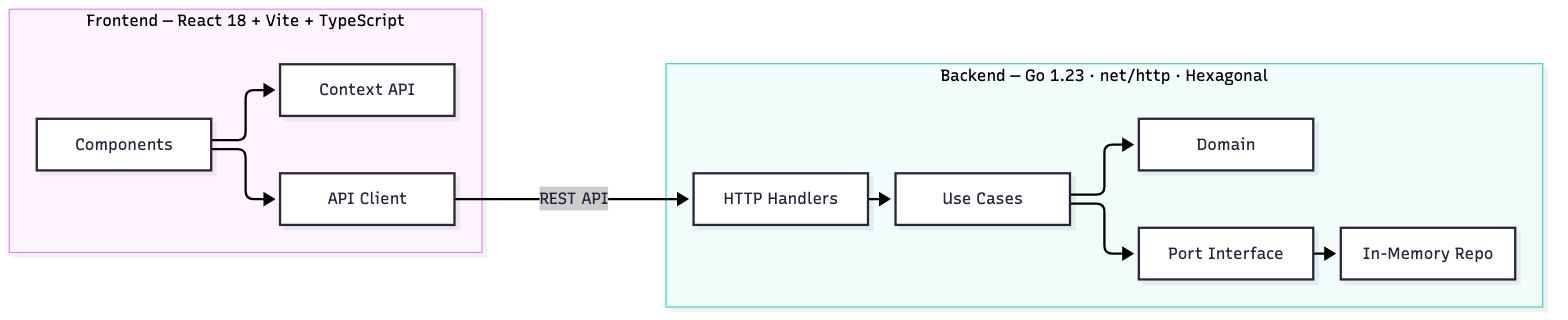 Frontend — React 18 + Vite + TypeScript
Context API
Components
API Client
REST API
Backend — Go 1.23 · net/http · Hexagonal
Domain
HTTP Handlers
Use Cases
Port Interface
In-Memory Repo